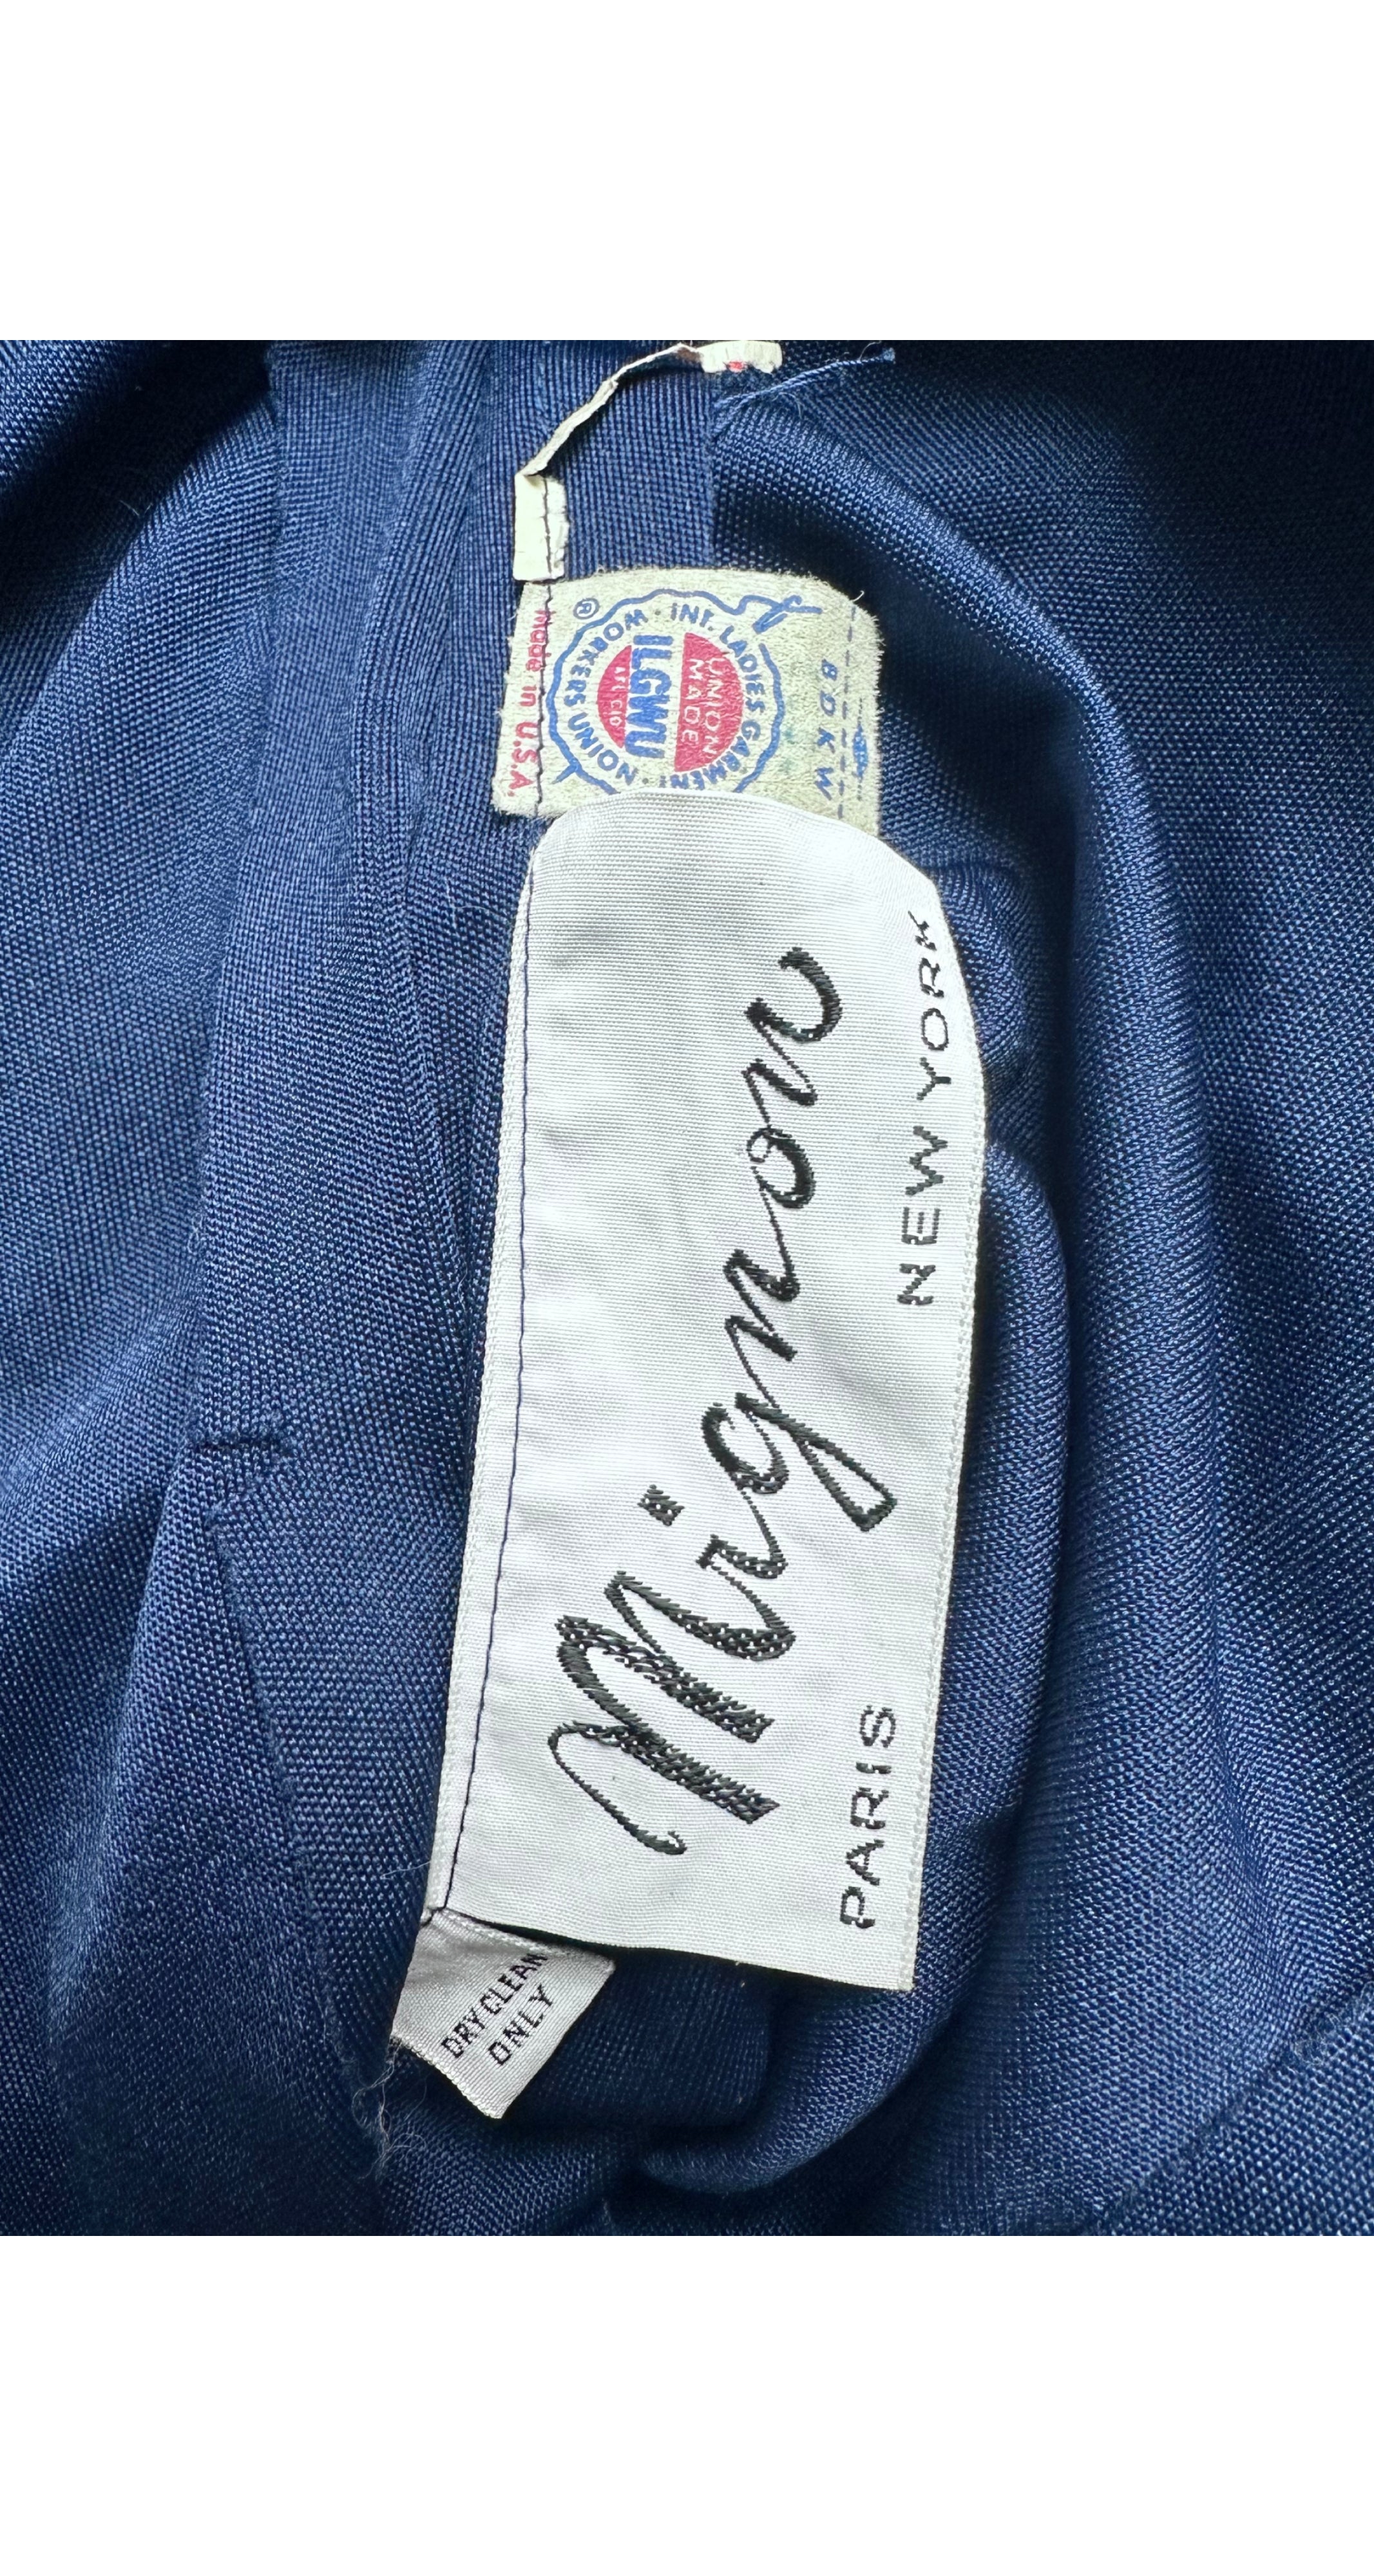 Made in U.S.A.
INT. LADIES GARMENT WORKERS UNION ·
®
UNION
MADE
ILGWU
AFL CIO
BDKW
Mignon
PARIS NEW YORK
DRY CLEAN
ONLY